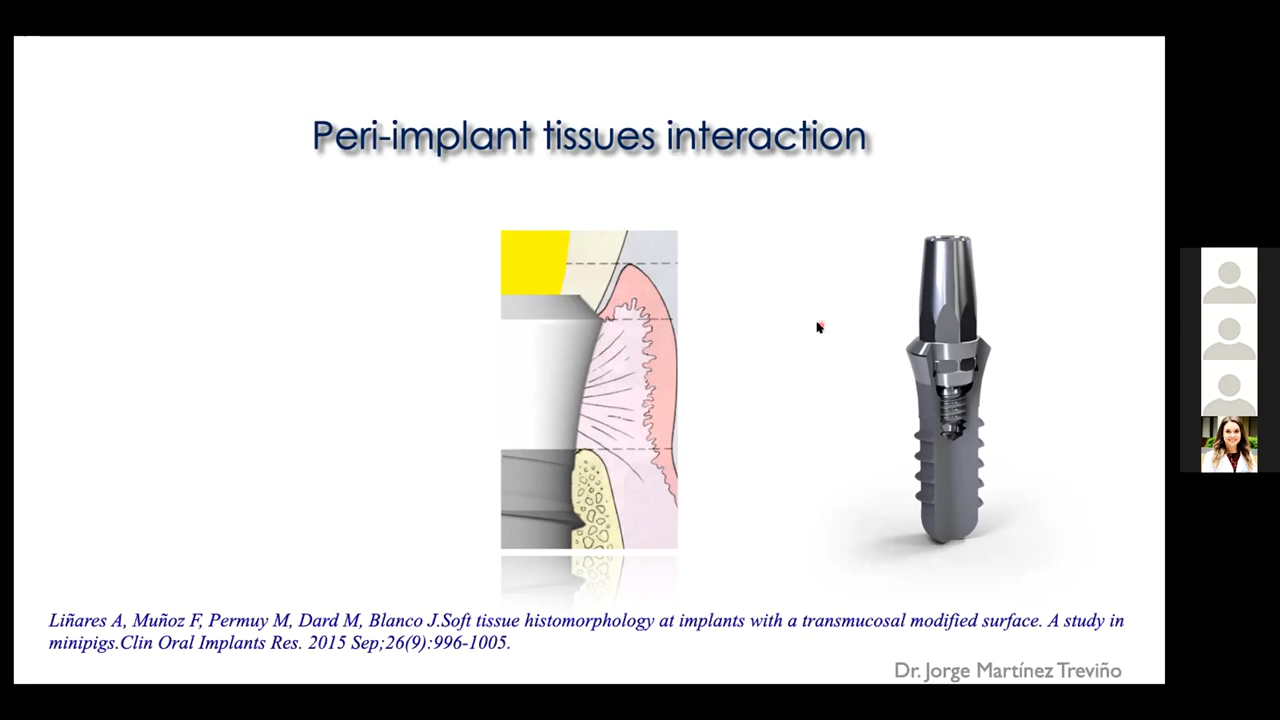 Peri-implant tissues interaction
Liñares A, Muñoz F, Permuy M, Dard M, Blanco J.Soft tissue histomorphology at implants with a transmucosal modified surface. A study in
minipigs.Clin Oral Implants Res. 2015 Sep;26(9):996-1005.
Dr. Jorge Martínez Treviño